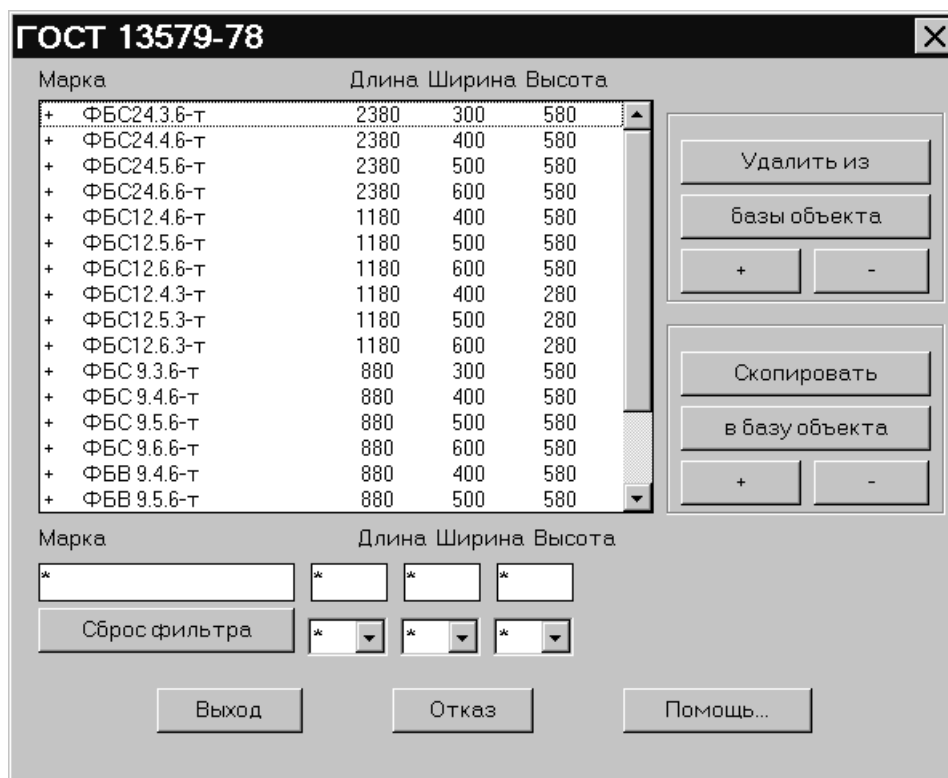 ГОСТ 13579-78
Марка Длина Ширина Высота
+ ФБС24.3.6-т 2380 300 580
+ ФБС24.4.6-т 2380 400 580
+ ФБС24.5.6-т 2380 500 580
+ ФБС24.6.6-т 2380 600 580
+ ФБС12.4.6-т 1180 400 580
+ ФБС12.5.6-т 1180 500 580
+ ФБС12.6.6-т 1180 600 580
+ ФБС12.4.3-т 1180 400 280
+ ФБС12.5.3-т 1180 500 280
+ ФБС12.6.3-т 1180 600 280
+ ФБС 9.3.6-т 880 300 580
+ ФБС 9.4.6-т 880 400 580
+ ФБС 9.5.6-т 880 500 580
+ ФБС 9.6.6-т 880 600 580
+ ФБВ 9.4.6-т 880 400 580
+ ФБВ 9.5.6-т 880 500 580
Удалить из
базы объекта
+ -
Скопировать
в базу объекта
+ -
Марка Длина Ширина Высота
* * * *
Сброс фильтра * * *
Выход Отказ Помощь...